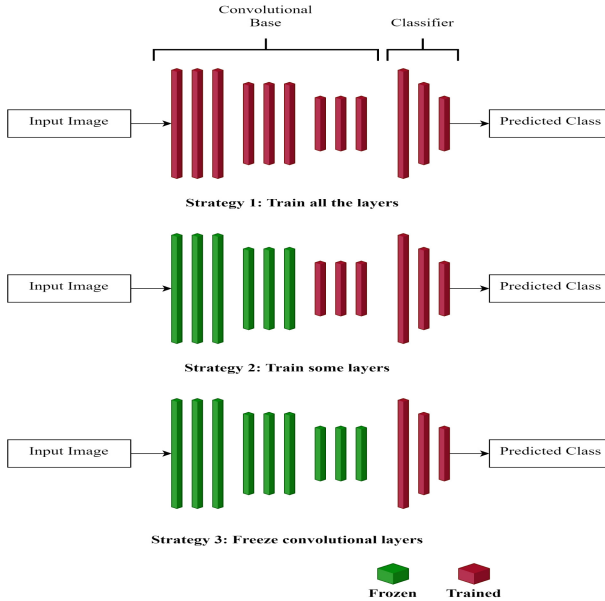 Convolutional
Base
Classifier
Input Image
Predicted Class
Strategy 1: Train all the layers
Input Image
Predicted Class
Strategy 2: Train some layers
Input Image
Predicted Class
Strategy 3: Freeze convolutional layers
Frozen
Trained